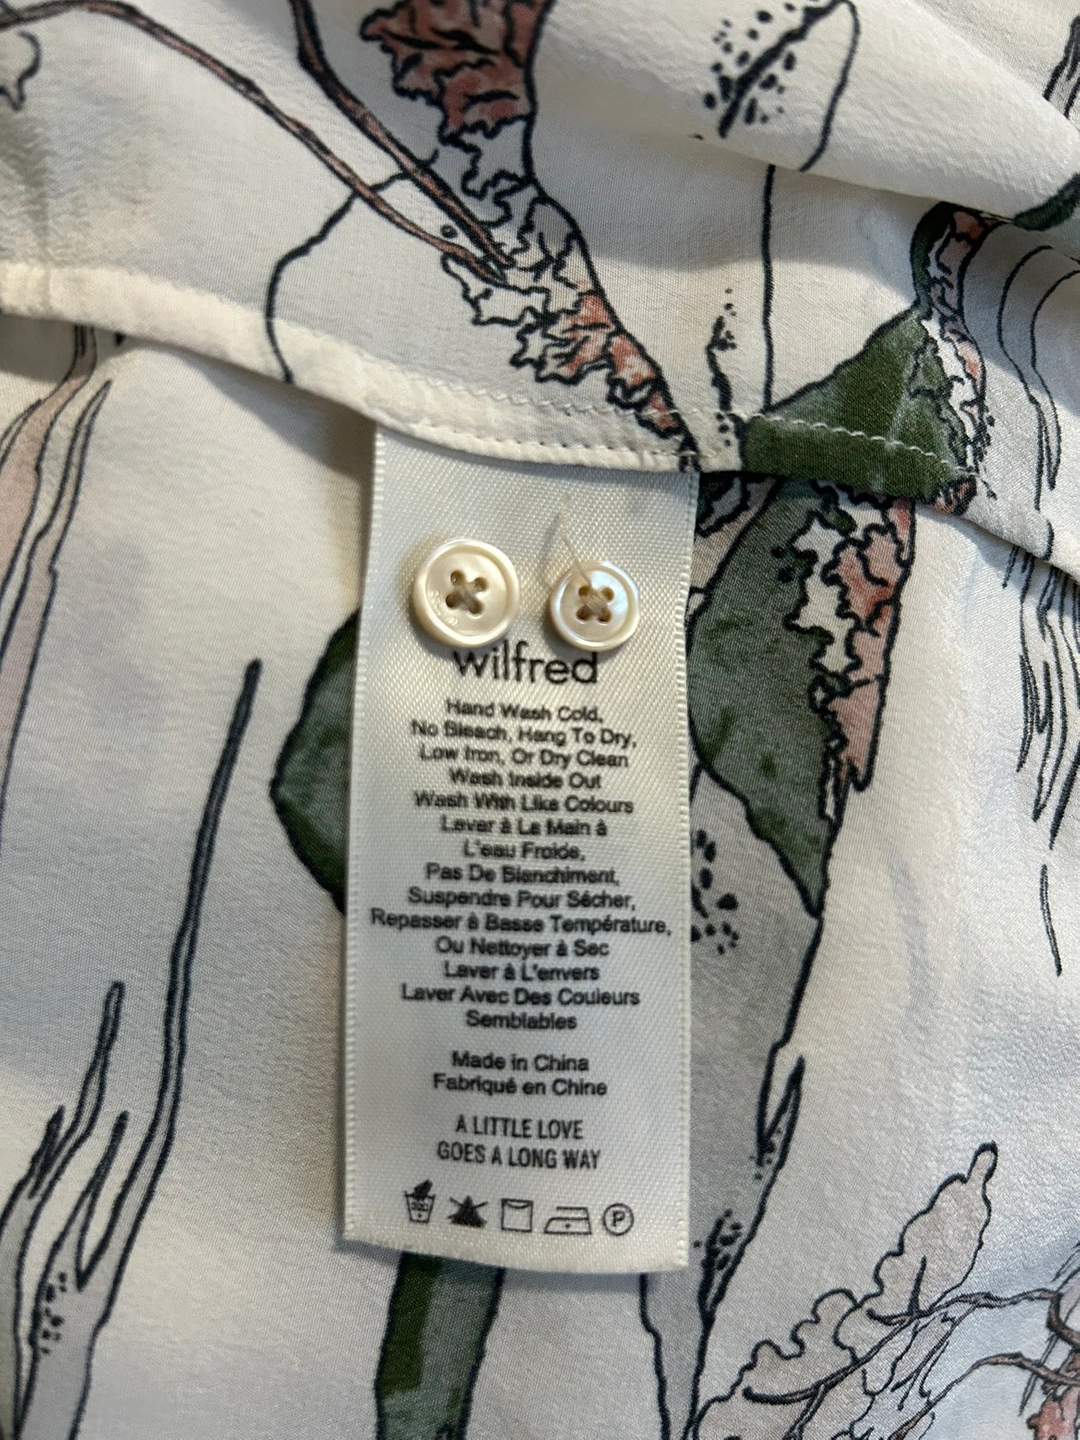 wilfred
Hand Wash Cold,
No Bleach, Hang To Dry,
Low Iron, Or Dry Clean
Wash Inside Out
Wash With Like Colours
Laver à La Main à
L'eau Froide,
Pas De Blanchiment,
Suspendre Pour Sécher,
Repasser à Basse Température,
Ou Nettoyer à Sec
Laver à L'envers
Laver Avec Des Couleurs
Semblables
Made in China
Fabriqué en Chine
A LITTLE LOVE
GOES A LONG WAY
P